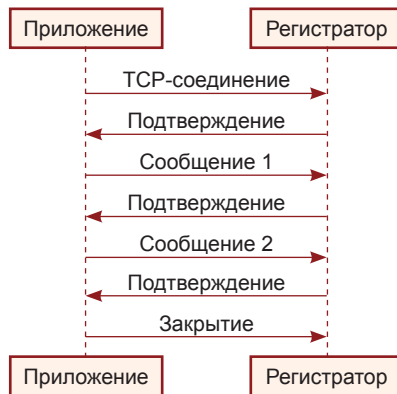 Приложение Регистратор
TCP-соединение
Подтверждение
Сообщение 1
Подтверждение
Сообщение 2
Подтверждение
Закрытие
Приложение Регистратор